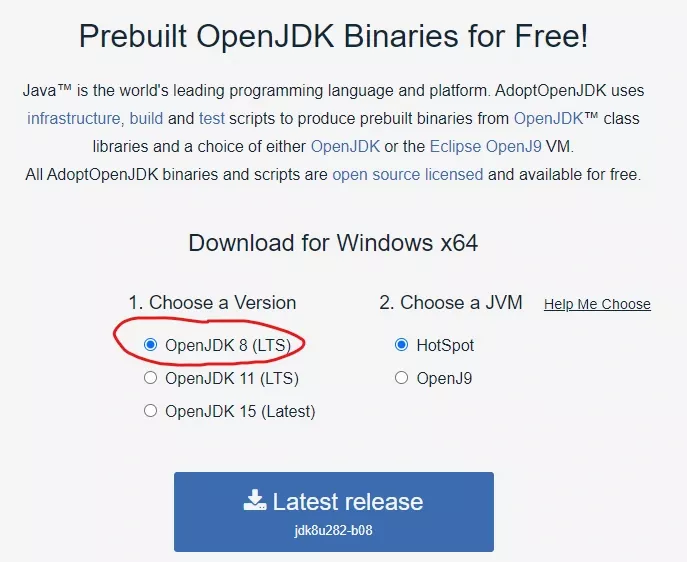 Prebuilt OpenJDK Binaries for Free!
Java™ is the world's leading programming language and platform. AdoptOpenJDK uses
infrastructure, build and test scripts to produce prebuilt binaries from OpenJDK™ class
libraries and a choice of either OpenJDK or the Eclipse OpenJ9 VM.
All AdoptOpenJDK binaries and scripts are open source licensed and available for free.
Download for Windows x64
1. Choose a Version
OpenJDK 8 (LTS)
OpenJDK 11 (LTS)
OpenJDK 15 (Latest)
2. Choose a JVM
Help Me Choose
HotSpot
OpenJ9
Latest release
jdk8u282-b08